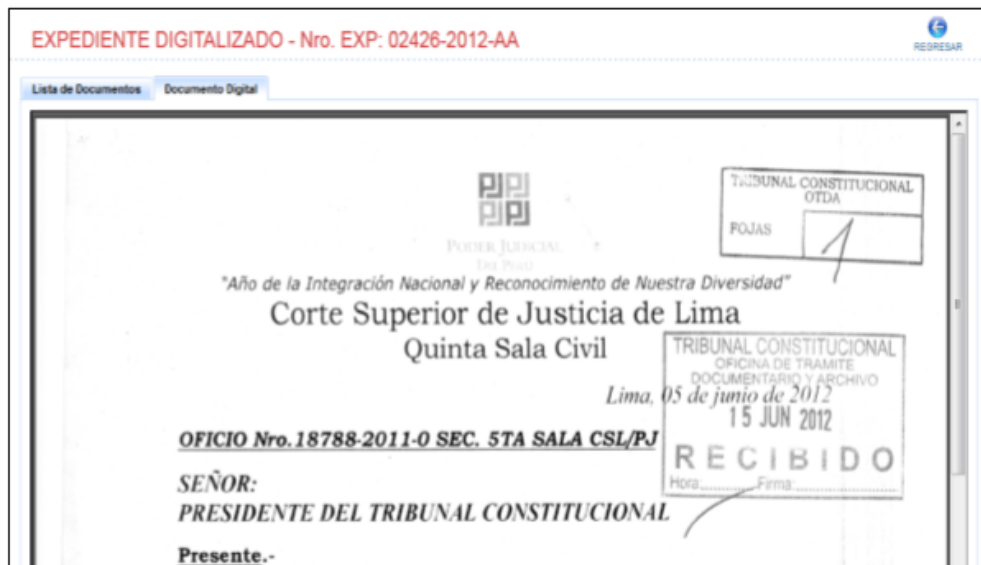 EXPEDIENTE DIGITALIZADO - Nro. EXP: 02426-2012-AA
REGRESAR
Lista de Documentos
Documento Digital
TRIBUNAL CONSTITUCIONAL
OTDA
FOJAS
1
PODER JUDICIAL
DEL PERÚ
"Año de la Integración Nacional y Reconocimiento de Nuestra Diversidad"
Corte Superior de Justicia de Lima
Quinta Sala Civil
TRIBUNAL CONSTITUCIONAL
OFICINA DE TRAMITE
DOCUMENTARIO Y ARCHIVO
Lima, 05 de junio de 2012
15 JUN 2012
RECIBIDO
Hora: Firma:
OFICIO Nro.18788-2011-0 SEC. 5TA SALA CSL/PJ
SEÑOR:
PRESIDENTE DEL TRIBUNAL CONSTITUCIONAL
Presente.-